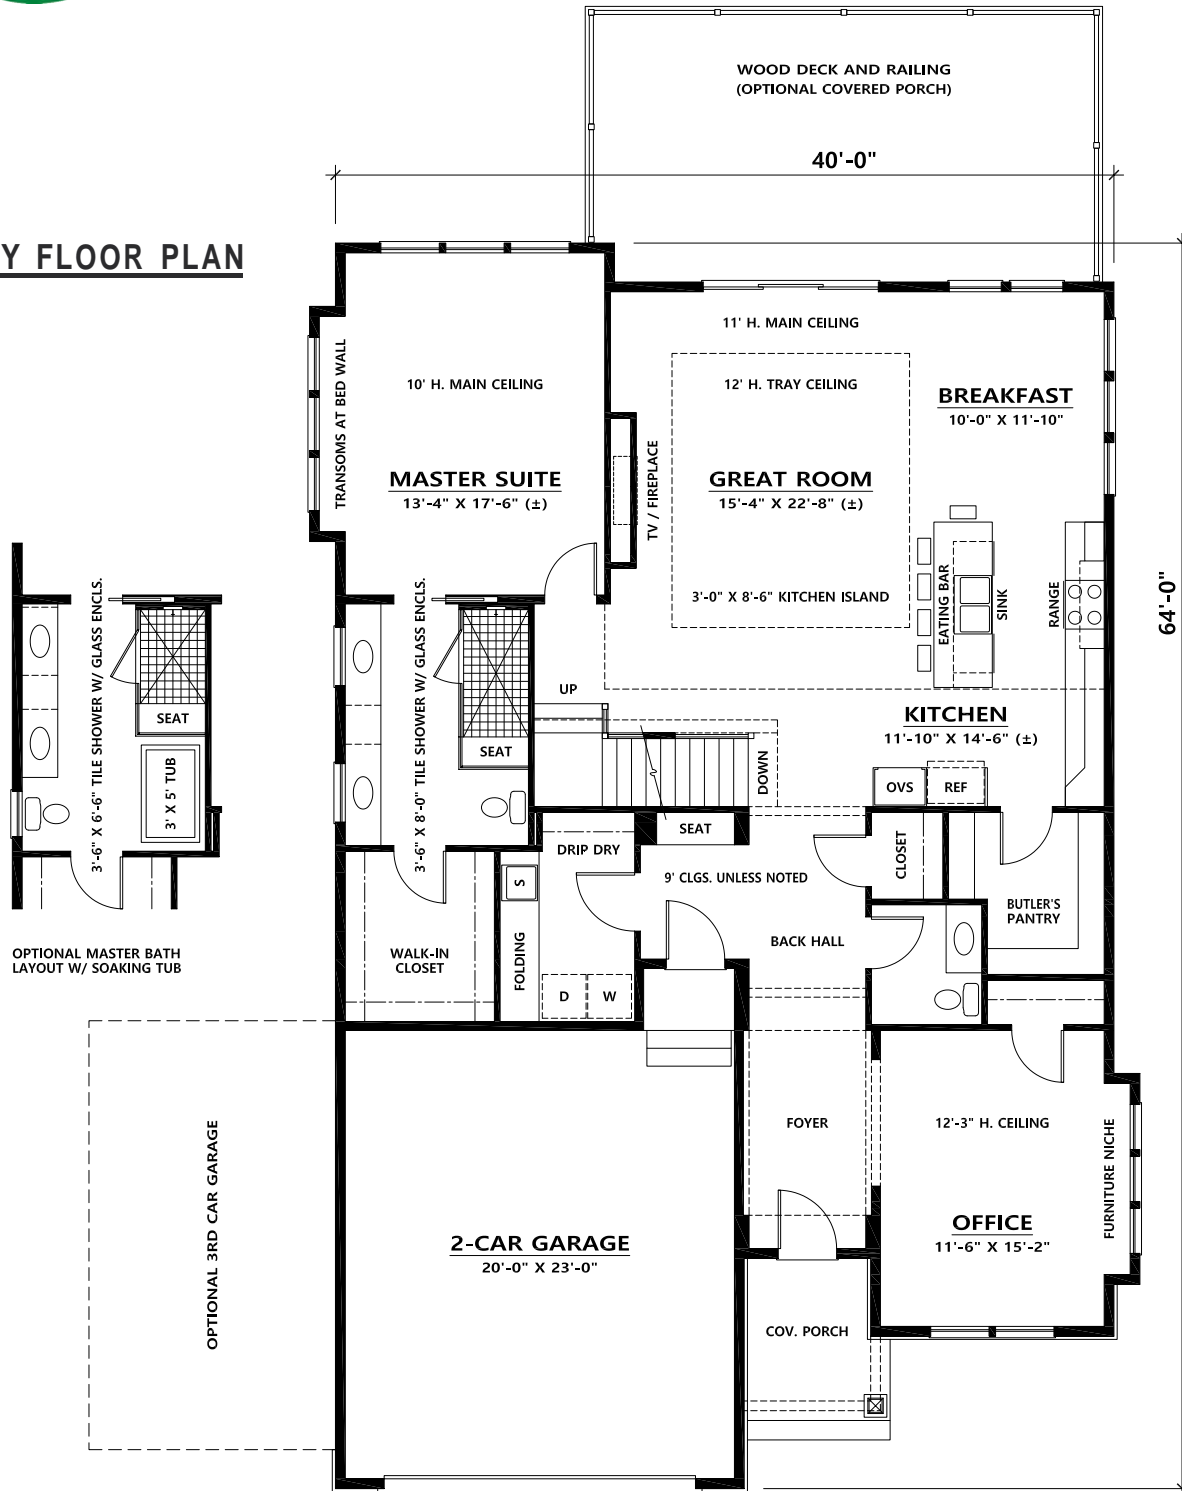 WOOD DECK AND RAILING
(OPTIONAL COVERED PORCH)
40'-0"
Y FLOOR PLAN
11' H. MAIN CEILING
10' H. MAIN CEILING
12' H. TRAY CEILING
BREAKFAST
10'-0" X 11'-10"
TRANSOMS AT BED WALL
MASTER SUITE
13'-4" X 17'-6" (±)
TV / FIREPLACE
GREAT ROOM
15'-4" X 22'-8" (±)
64'-0"
3'-0" X 8'-6" KITCHEN ISLAND
EATING BAR
SINK
RANGE
3'-6" X 6'-6" TILE SHOWER W/ GLASS ENCLS.
SEAT
3' X 5' TUB
3'-6" X 8'-0" TILE SHOWER W/ GLASS ENCLS.
SEAT
UP
DOWN
KITCHEN
11'-10" X 14'-6" (±)
OVS
REF
SEAT
DRIP DRY
CLOSET
9' CLGS. UNLESS NOTED
S
BUTLER'S
PANTRY
BACK HALL
OPTIONAL MASTER BATH
LAYOUT W/ SOAKING TUB
WALK-IN
CLOSET
FOLDING
D
W
FOYER
12'-3" H. CEILING
FURNITURE NICHE
OPTIONAL 3RD CAR GARAGE
2-CAR GARAGE
20'-0" X 23'-0"
OFFICE
11'-6" X 15'-2"
COV. PORCH